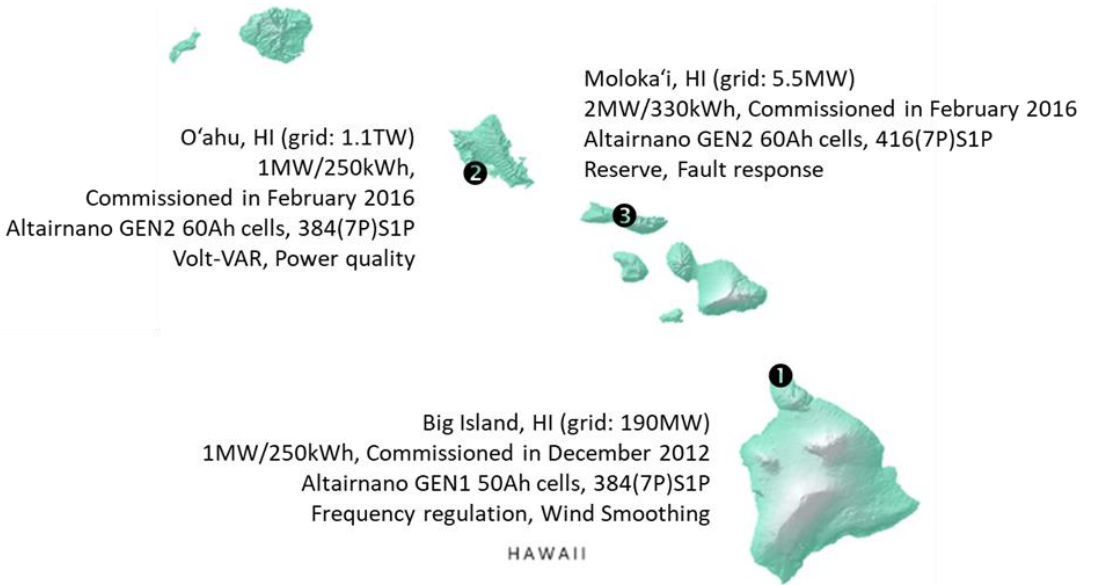 Moloka‘i, HI (grid: 5.5MW)
2MW/330kWh, Commissioned in February 2016
Altairnano GEN2 60Ah cells, 416(7P)S1P
Reserve, Fault response
O‘ahu, HI (grid: 1.1TW)
1MW/250kWh,
Commissioned in February 2016
Altairnano GEN2 60Ah cells, 384(7P)S1P
Volt-VAR, Power quality
2
3
1
Big Island, HI (grid: 190MW)
1MW/250kWh, Commissioned in December 2012
Altairnano GEN1 50Ah cells, 384(7P)S1P
Frequency regulation, Wind Smoothing
HAWAII